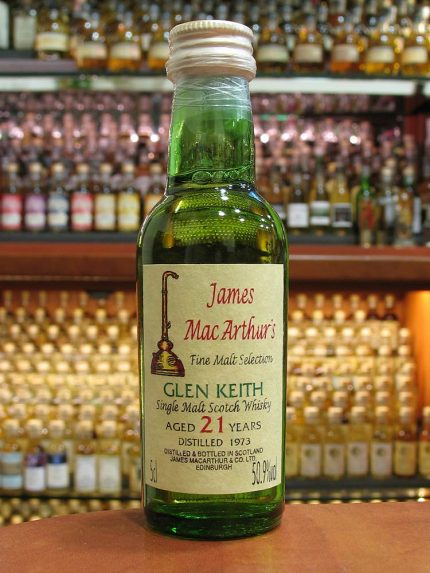 James
MacArthur's
Fine Malt Selection
GLEN KEITH
Single Malt Scotch Whisky
AGED 21 YEARS
DISTILLED 1973
DISTILLED & BOTTLED IN SCOTLAND
JAMES MACARTHUR & CO. LTD.
EDINBURGH
5cl 50.9%vol